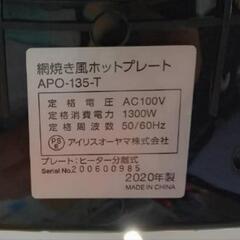 網焼き風ホットプレート
APO-135-T
定格電圧 AC100V
定格消費電力 1300W
定格周波数 50/60Hz
PSE アイリスオーヤマ株式会社
プレート:ヒーター分離式
Serial No.200600985
2020年製
MADE IN CHINA